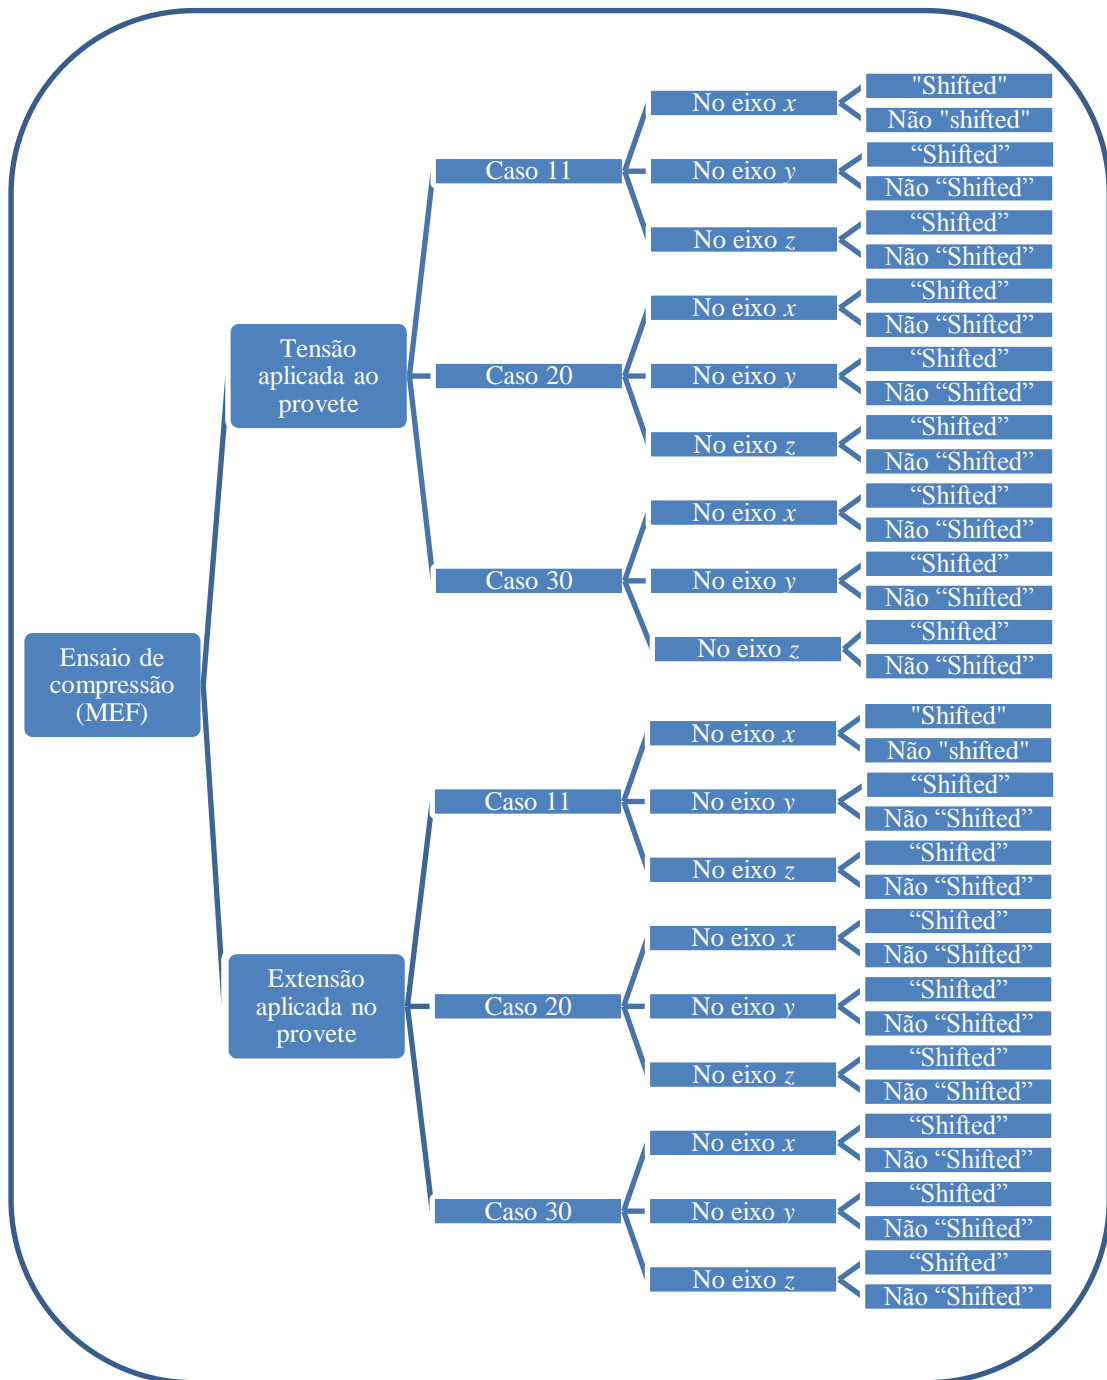 Ensaio de
compressão
(MEF)
Tensão
aplicada ao
provete
Caso 11
No eixo x
"Shifted"
Não "shifted"
No eixo y
“Shifted”
Não “Shifted”
No eixo z
“Shifted”
Não “Shifted”
Caso 20
No eixo x
“Shifted”
Não “Shifted”
No eixo y
“Shifted”
Não “Shifted”
No eixo z
“Shifted”
Não “Shifted”
Caso 30
No eixo x
“Shifted”
Não “Shifted”
No eixo y
“Shifted”
Não “Shifted”
No eixo z
“Shifted”
Não “Shifted”
Extensão
aplicada no
provete
Caso 11
No eixo x
"Shifted"
Não "shifted"
No eixo y
“Shifted”
Não “Shifted”
No eixo z
“Shifted”
Não “Shifted”
Caso 20
No eixo x
“Shifted”
Não “Shifted”
No eixo y
“Shifted”
Não “Shifted”
No eixo z
“Shifted”
Não “Shifted”
Caso 30
No eixo x
“Shifted”
Não “Shifted”
No eixo y
“Shifted”
Não “Shifted”
No eixo z
“Shifted”
Não “Shifted”